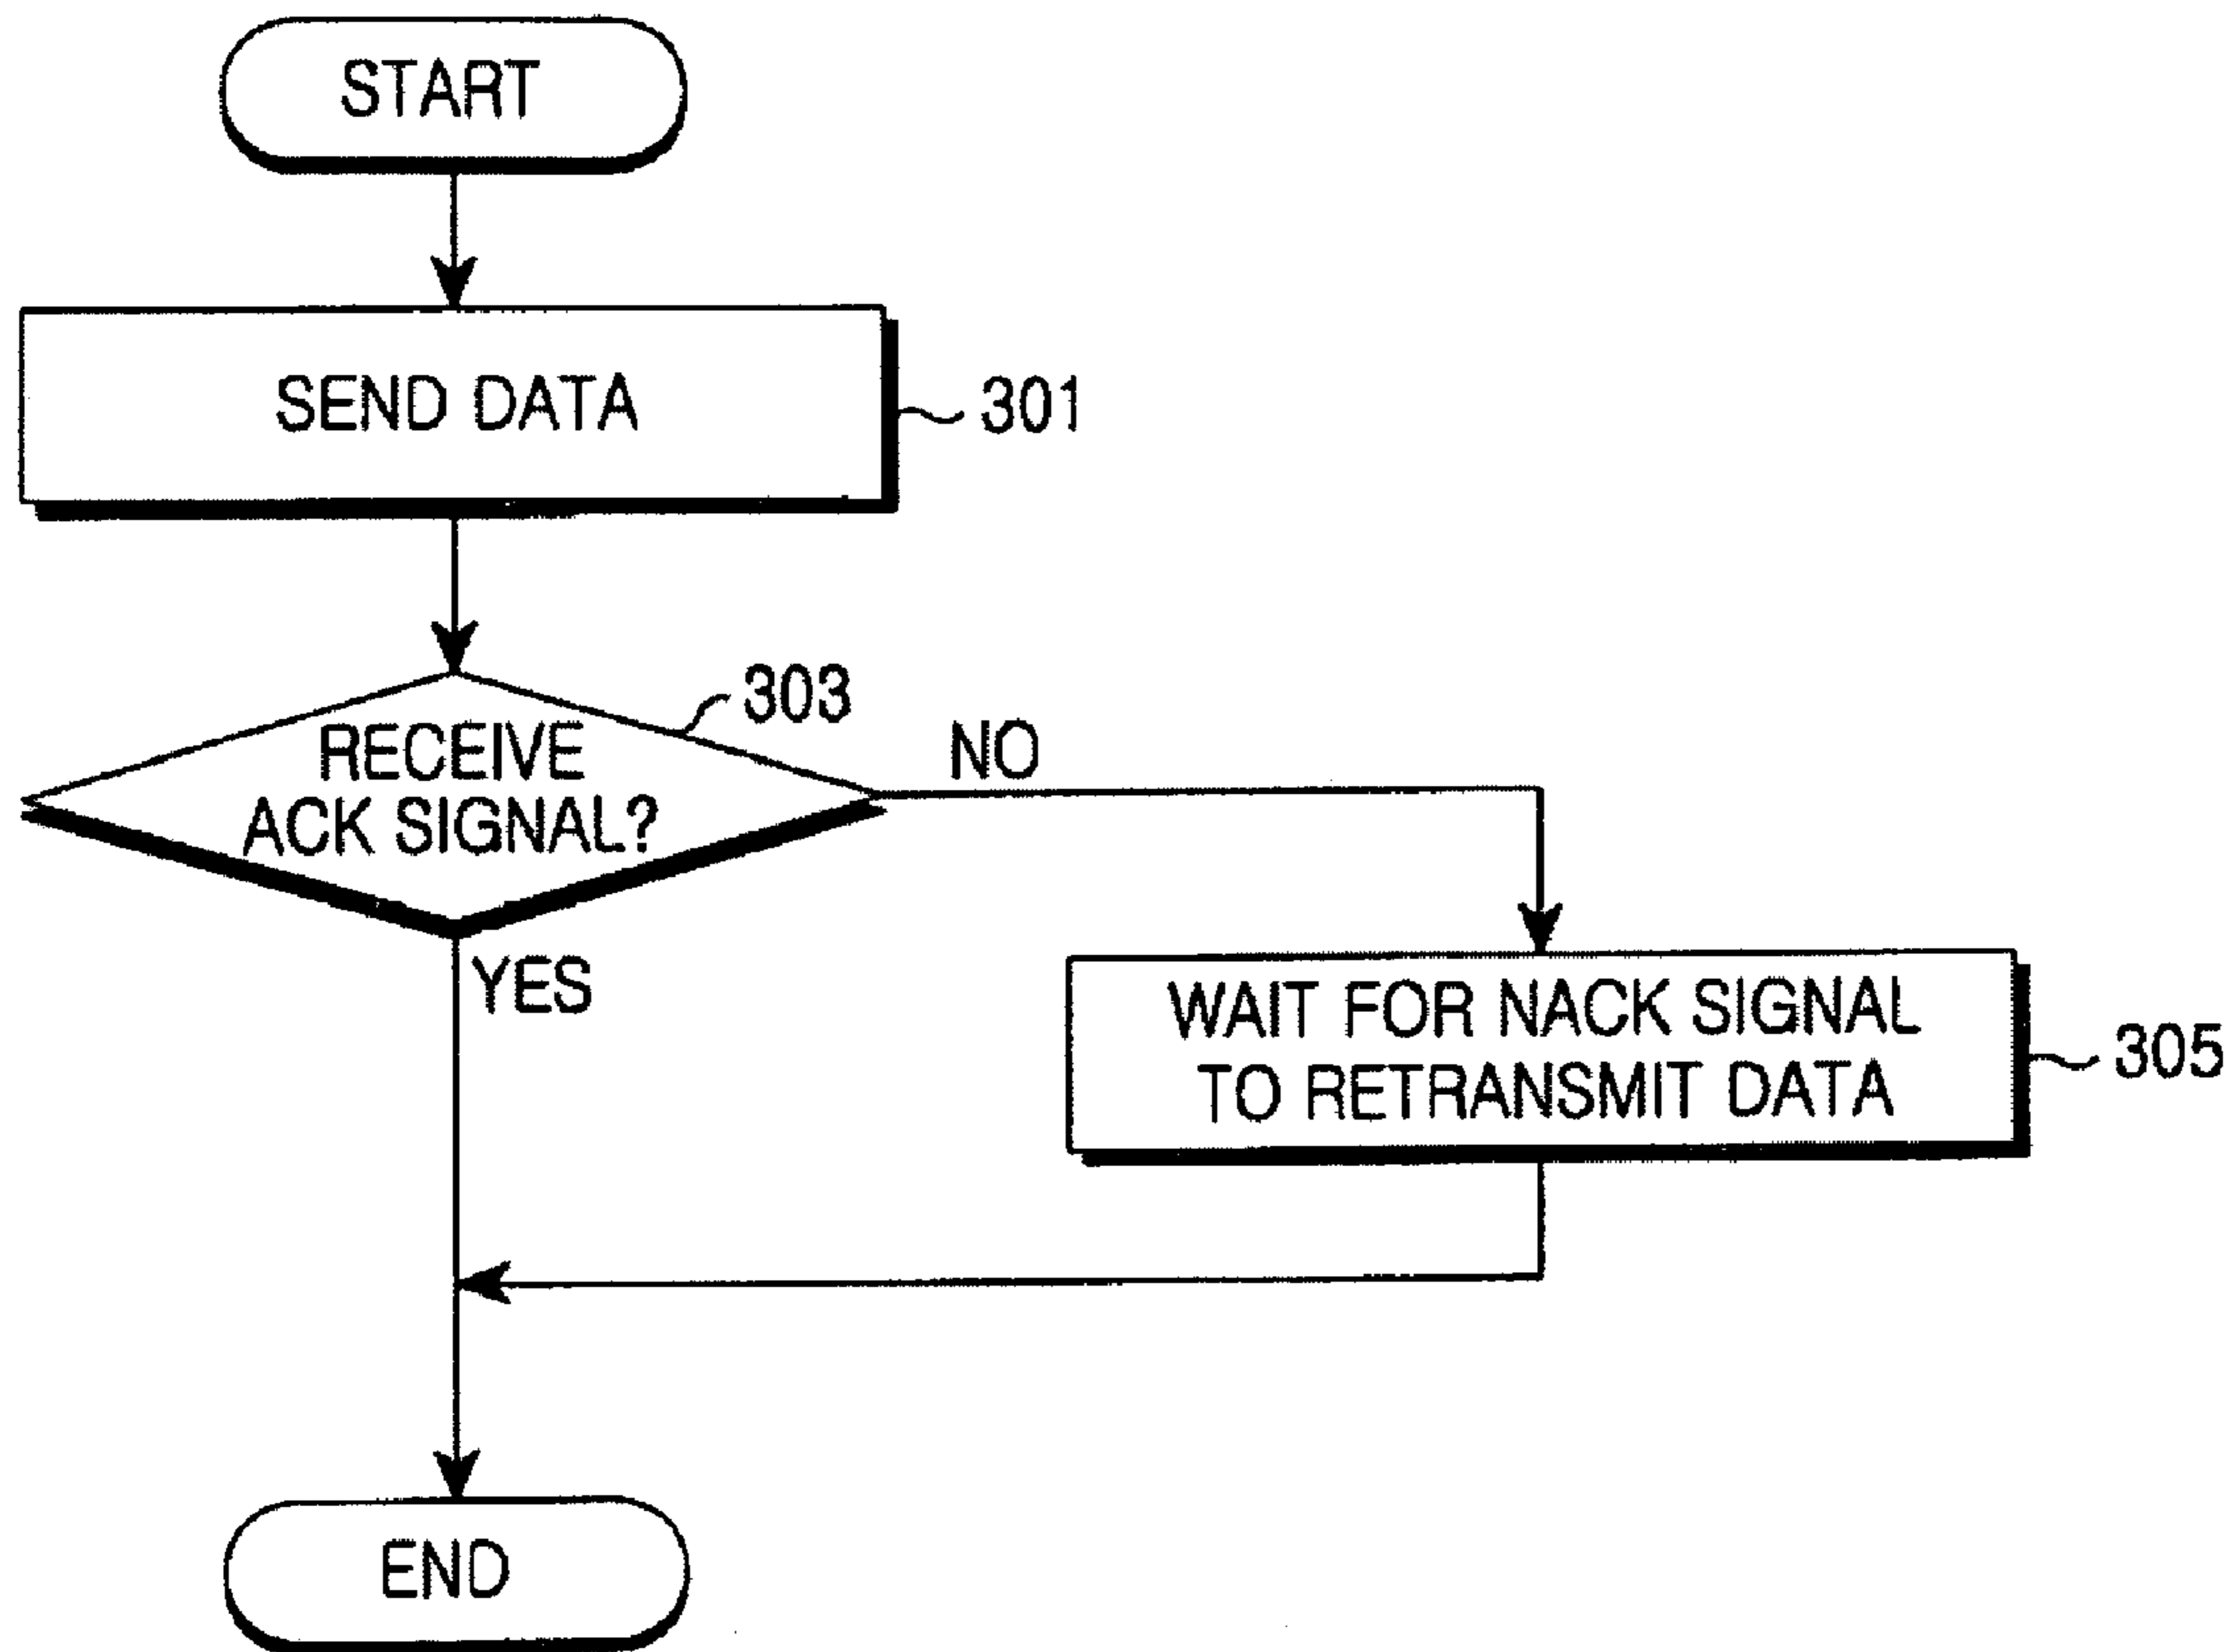 START
SEND DATA
301
303
RECEIVE
ACK SIGNAL?
NO
YES
WAIT FOR NACK SIGNAL
TO RETRANSMIT DATA
305
END